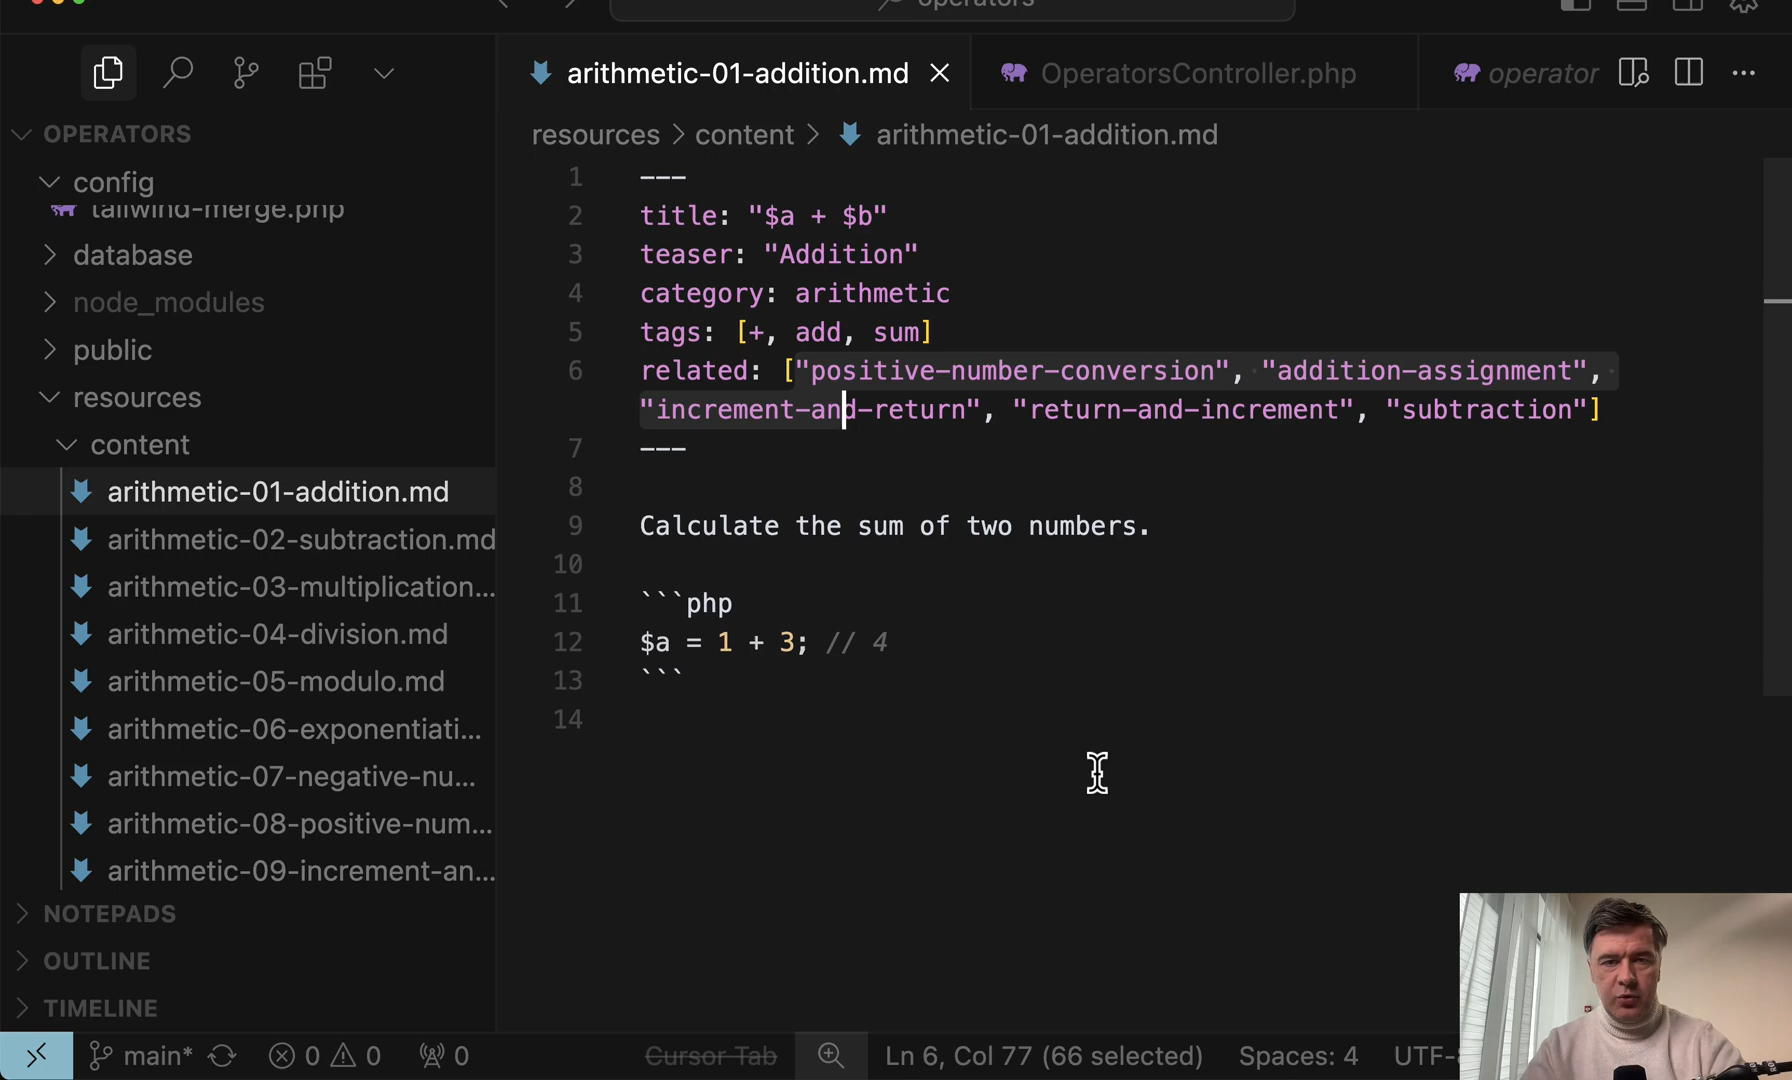 operators
arithmetic-01-addition.md
OperatorsController.php
operator
OPERATORS
config
tailwind-merge.php
database
node_modules
public
resources
content
arithmetic-01-addition.md
arithmetic-02-subtraction.md
arithmetic-03-multiplication...
arithmetic-04-division.md
arithmetic-05-modulo.md
arithmetic-06-exponentiati...
arithmetic-07-negative-nu...
arithmetic-08-positive-num...
arithmetic-09-increment-an...
NOTEPADS
OUTLINE
TIMELINE
resources > content > arithmetic-01-addition.md
1 ---
2 title: "$a + $b"
3 teaser: "Addition"
4 category: arithmetic
5 tags: [+, add, sum]
6 related: ["positive-number-conversion", "addition-assignment",
"increment-and-return", "return-and-increment", "subtraction"]
7 ---
8
9 Calculate the sum of two numbers.
10
11 ```php
12 $a = 1 + 3; // 4
13 ```
14
main* 0 0 0 Cursor Tab Ln 6, Col 77 (66 selected) Spaces: 4 UTF-